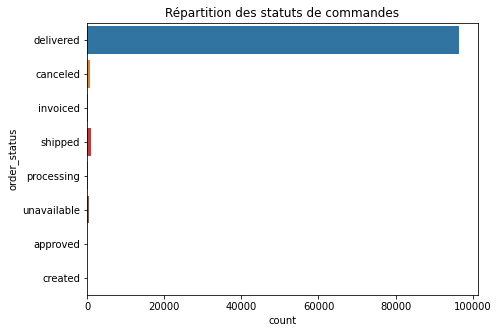 Répartition des statuts de commandes
order_status
delivered
canceled
invoiced
shipped
processing
unavailable
approved
created
0 20000 40000 60000 80000 100000
count